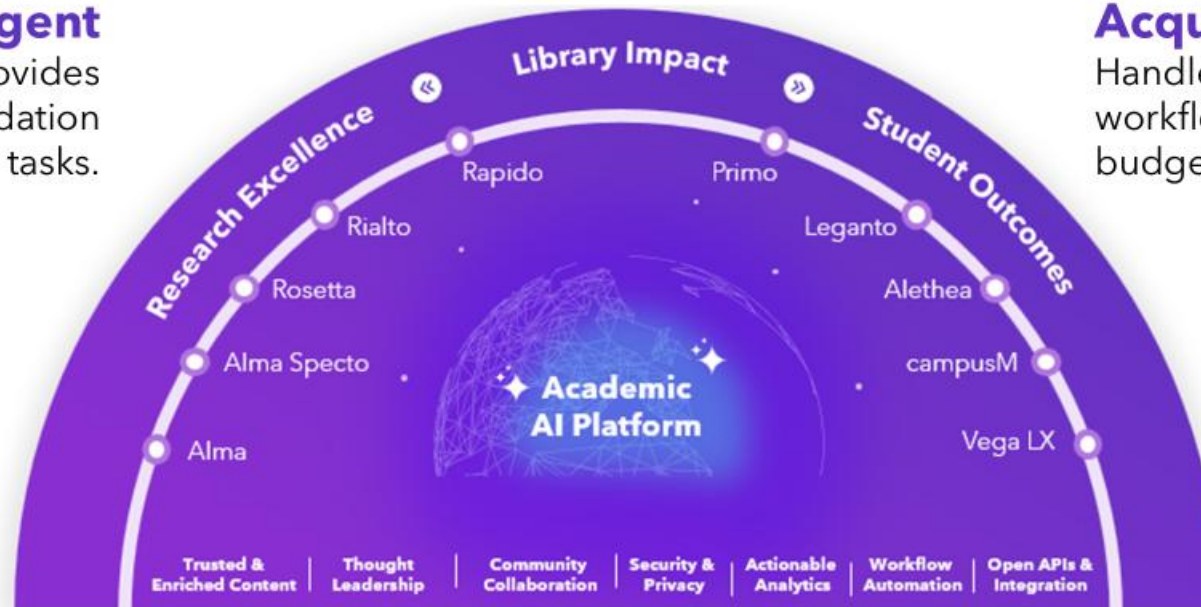 gent
ovides
dation
tasks.
Acqu
Handle
workfl
budge
Library Impact
Research Excellence
Student Outcomes
Rapido
Primo
Rialto
Leganto
Rosetta
Alethea
Alma Specto
campusM
Academic
AI Platform
Alma
Vega LX
Trusted &
Enriched Content
Thought
Leadership
Community
Collaboration
Security &
Privacy
Actionable
Analytics
Workflow
Automation
Open APIs &
Integration